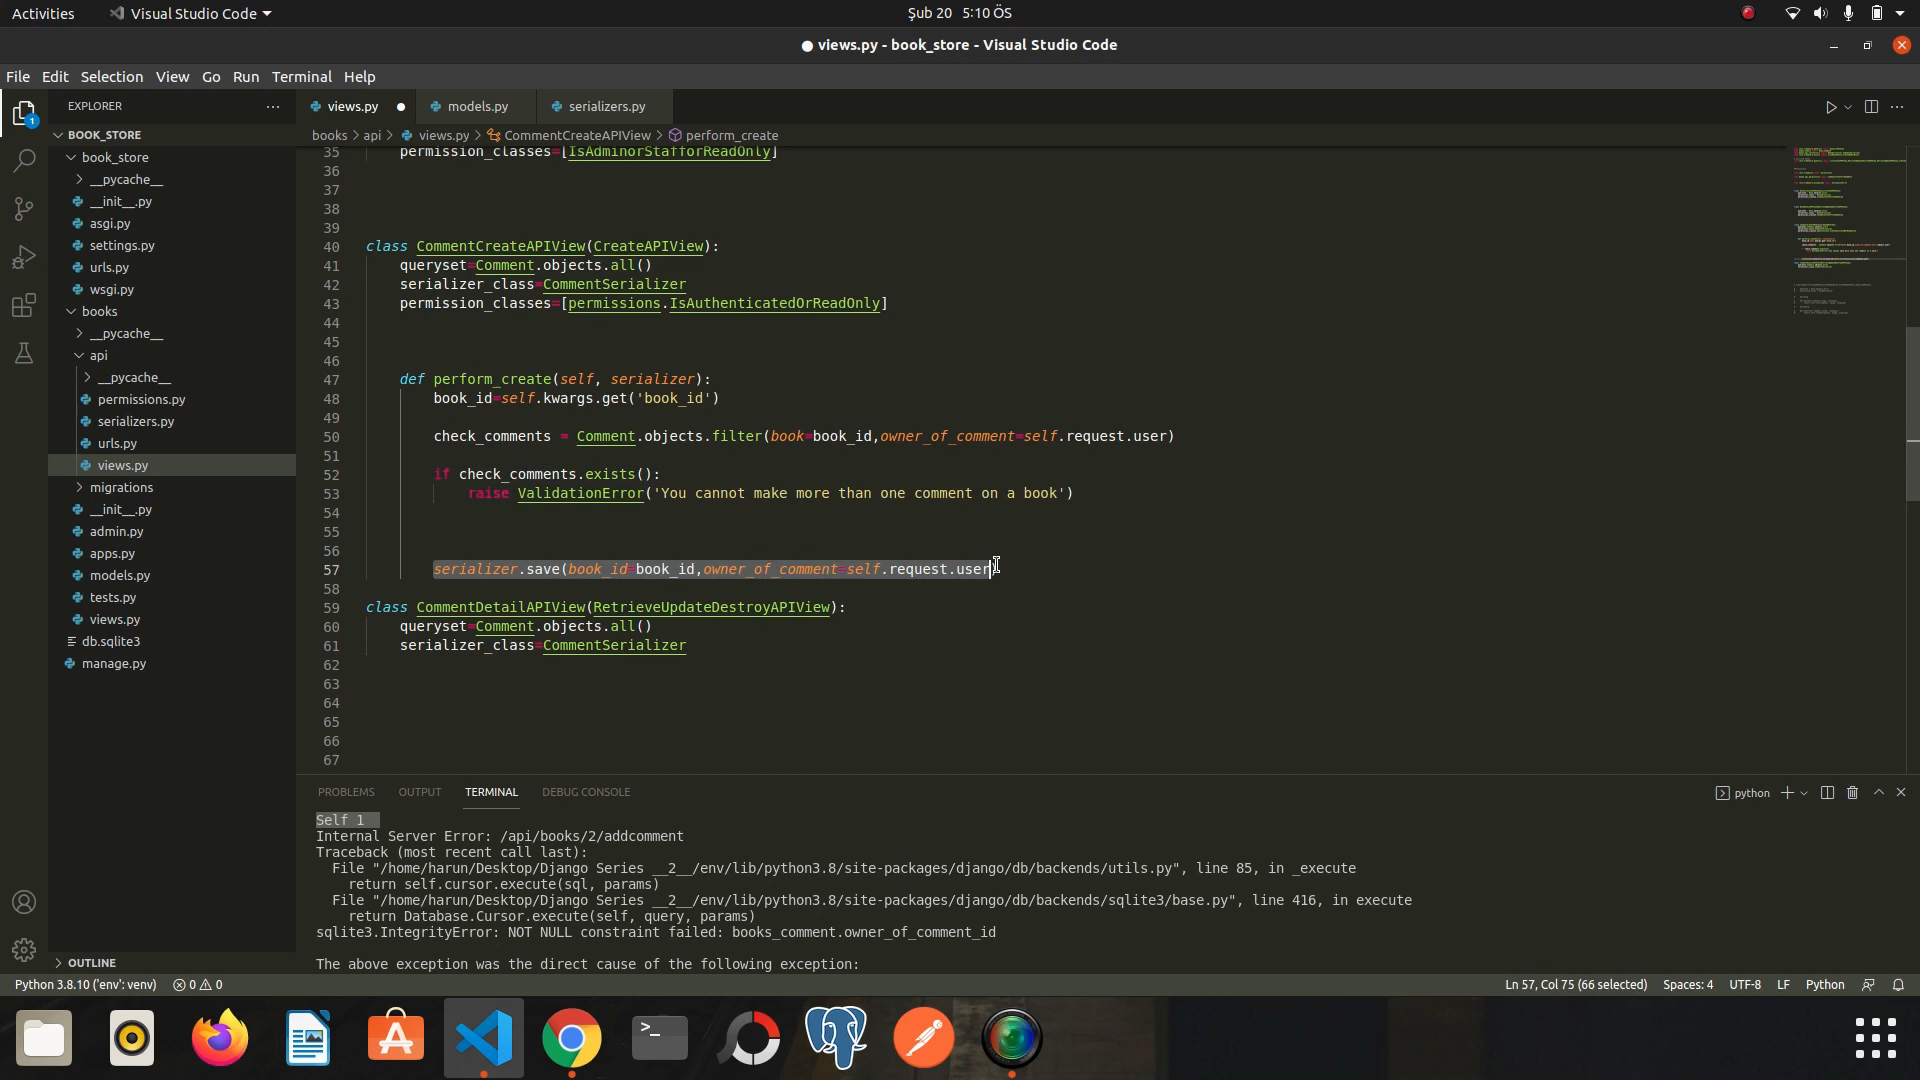 Activities
Visual Studio Code
Şub 20 5:10 ÖS
● views.py - book_store - Visual Studio Code
File Edit Selection View Go Run Terminal Help
EXPLORER
views.py
models.py
serializers.py
BOOK_STORE
books > api > views.py > CommentCreateAPIView > perform_create
book_store
__pycache__
__init__.py
asgi.py
settings.py
urls.py
wsgi.py
books
__pycache__
api
__pycache__
permissions.py
serializers.py
urls.py
views.py
migrations
__init__.py
admin.py
apps.py
models.py
tests.py
views.py
db.sqlite3
manage.py
OUTLINE
35 permission_classes=[IsAdminorStafforReadOnly]
36
37
38
39
40 class CommentCreateAPIView(CreateAPIView):
41 queryset=Comment.objects.all()
42 serializer_class=CommentSerializer
43 permission_classes=[permissions.IsAuthenticatedOrReadOnly]
44
45
46
47 def perform_create(self, serializer):
48 book_id=self.kwargs.get('book_id')
49
50 check_comments = Comment.objects.filter(book=book_id,owner_of_comment=self.request.user)
51
52 if check_comments.exists():
53 raise ValidationError('You cannot make more than one comment on a book')
54
55
56
57 serializer.save(book_id=book_id,owner_of_comment=self.request.user)
58
59 class CommentDetailAPIView(RetrieveUpdateDestroyAPIView):
60 queryset=Comment.objects.all()
61 serializer_class=CommentSerializer
62
63
64
65
66
67
PROBLEMS OUTPUT TERMINAL DEBUG CONSOLE
python
Self 1
Internal Server Error: /api/books/2/addcomment
Traceback (most recent call last):
File "/home/harun/Desktop/Django Series __2__/env/lib/python3.8/site-packages/django/db/backends/utils.py", line 85, in _execute
return self.cursor.execute(sql, params)
File "/home/harun/Desktop/Django Series __2__/env/lib/python3.8/site-packages/django/db/backends/sqlite3/base.py", line 416, in execute
return Database.Cursor.execute(self, query, params)
sqlite3.IntegrityError: NOT NULL constraint failed: books_comment.owner_of_comment_id
The above exception was the direct cause of the following exception:
Python 3.8.10 ('env': venv) 0 0
Ln 57, Col 75 (66 selected) Spaces: 4 UTF-8 LF Python